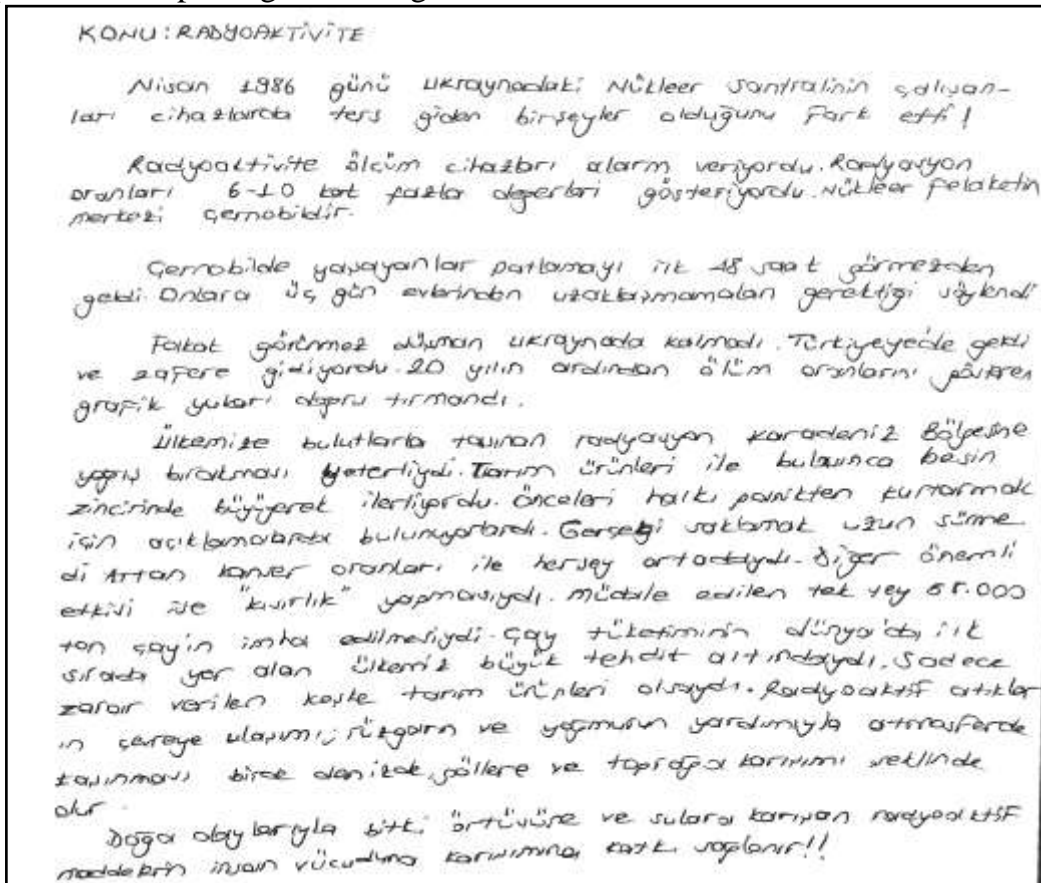 KONU : RADYOAKTİVİTE
Nisan 1986 günü Ukraynadaki Nükleer santralinin çalışan-
ları cihazlarda ters giden birşeyler olduğunu fark etti !
Radyoaktivite ölçüm cihazları alarm veriyordu. Radyasyon
oranları 6-10 kat fazla değerleri gösteriyordu. Nükleer felaketin
merkezi Çernobildir.
Çernobilde yaşayanlar patlamayı ilk 48 saat görmezden
geldi. Onlara üç gün evlerinden uzaklaşmamaları gerektiği söylendi
Fakat görünmez düşman Ukraynada kalmadı. Türkiyeyede geldi
ve zafere gidiyordu. 20 yılın ardından ölüm oranlarını gösteren
grafik yukarı doğru tırmandı.
Ülkemize bulutlarla taşınan radyasyon Karadeniz Bölgesine
yağış bırakması yeterliydi. Tarım ürünleri ile bulaşınca besin
zincirinde büyüyerek ilerliyordu. Önceleri halkı panikten kurtarmak
için açıklamalarda bulunuyorlardı. Gerçeği saklamak uzun sürme
di Artan kanser oranları ile herşey ortadaydı. Diğer önemli
etkisi ise "kısırlık" yapmasıydı. müdale edilen tek şey 58.000
ton çayın imha edilmesiydi. Çay tüketiminin dünya'da ilk
sırada yer alan ülkemiz büyük tehdit altındaydı. Sadece
zarar verilen keşke tarım ürünleri olsaydı. Radyoaktif atıklar
ın çevreye ulaşımı; rüzgarın ve yağmurun yardımıyla atmasferde
taşınması birde denizde, göllere ve toprağa karışımı şeklinde
olur.
Doğa olaylarıyla bitki örtüsüne ve sulara karışan radyoaktif
maddelerin insan vücuduna karışımına katkı sağlanır!!